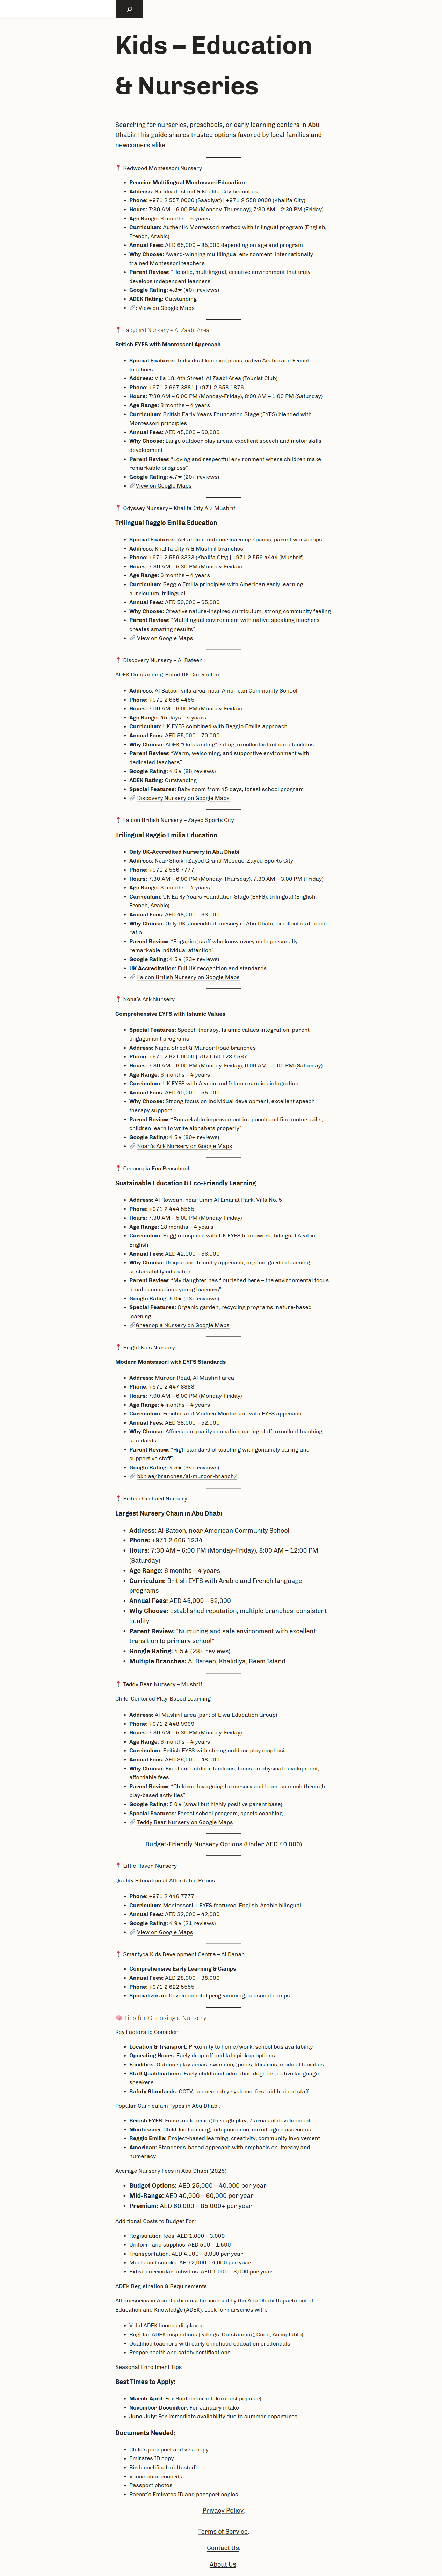 Kids – Education
& Nurseries
Searching for nurseries, preschools, or early learning centers in Abu
Dhabi? This guide shares trusted options favored by local families and
newcomers alike.
📍 Redwood Montessori Nursery
• Premier Multilingual Montessori Education
• Address: Saadiyat Island & Khalifa City branches
• Phone: +971 2 557 0000 (Saadiyat) | +971 2 558 0000 (Khalifa City)
• Hours: 7:30 AM – 6:00 PM (Monday-Thursday), 7:30 AM – 2:30 PM (Friday)
• Age Range: 6 months – 6 years
• Curriculum: Authentic Montessori method with trilingual program (English,
French, Arabic)
• Annual Fees: AED 65,000 – 85,000 depending on age and program
• Why Choose: Award-winning multilingual environment, internationally
trained Montessori teachers
• Parent Review: "Holistic, multilingual, creative environment that truly
develops independent learners"
• Google Rating: 4.8★ (40+ reviews)
• ADEK Rating: Outstanding
• 🔗: View on Google Maps
📍 Ladybird Nursery – Al Zaabi Area
British EYFS with Montessori Approach
• Special Features: Individual learning plans, native Arabic and French
teachers
• Address: Villa 18, 4th Street, Al Zaabi Area (Tourist Club)
• Phone: +971 2 667 3881 | +971 2 658 1876
• Hours: 7:30 AM – 6:00 PM (Monday-Friday), 8:00 AM – 1:00 PM (Saturday)
• Age Range: 3 months – 4 years
• Curriculum: British Early Years Foundation Stage (EYFS) blended with
Montessori principles
• Annual Fees: AED 45,000 – 60,000
• Why Choose: Large outdoor play areas, excellent speech and motor skills
development
• Parent Review: "Loving and respectful environment where children make
remarkable progress"
• Google Rating: 4.7★ (20+ reviews)
• 🔗View on Google Maps
📍 Odyssey Nursery – Khalifa City A / Mushrif
Trilingual Reggio Emilia Education
• Special Features: Art atelier, outdoor learning spaces, parent workshops
• Address: Khalifa City A & Mushrif branches
• Phone: +971 2 559 3333 (Khalifa City) | +971 2 559 4444 (Mushrif)
• Hours: 7:30 AM – 5:30 PM (Monday-Friday)
• Age Range: 6 months – 4 years
• Curriculum: Reggio Emilia principles with American early learning
curriculum, trilingual
• Annual Fees: AED 50,000 – 65,000
• Why Choose: Creative nature-inspired curriculum, strong community feeling
• Parent Review: "Multilingual environment with native-speaking teachers
creates amazing results"
• 🔗 View on Google Maps
📍 Discovery Nursery – Al Bateen
ADEK Outstanding-Rated UK Curriculum
• Address: Al Bateen villa area, near American Community School
• Phone: +971 2 666 4455
• Hours: 7:00 AM – 6:00 PM (Monday-Friday)
• Age Range: 45 days – 4 years
• Curriculum: UK EYFS combined with Reggio Emilia approach
• Annual Fees: AED 55,000 – 70,000
• Why Choose: ADEK "Outstanding" rating, excellent infant care facilities
• Parent Review: "Warm, welcoming, and supportive environment with
dedicated teachers"
• Google Rating: 4.6★ (86 reviews)
• ADEK Rating: Outstanding
• Special Features: Baby room from 45 days, forest school program
• 🔗 Discovery Nursery on Google Maps
📍 Falcon British Nursery – Zayed Sports City
Trilingual Reggio Emilia Education
• Only UK-Accredited Nursery in Abu Dhabi
• Address: Near Sheikh Zayed Grand Mosque, Zayed Sports City
• Phone: +971 2 556 7777
• Hours: 7:30 AM – 6:00 PM (Monday-Thursday), 7:30 AM – 3:00 PM (Friday)
• Age Range: 3 months – 4 years
• Curriculum: UK Early Years Foundation Stage (EYFS), trilingual (English,
French, Arabic)
• Annual Fees: AED 48,000 – 63,000
• Why Choose: Only UK-accredited nursery in Abu Dhabi, excellent staff-child
ratio
• Parent Review: "Engaging staff who know every child personally –
remarkable individual attention"
• Google Rating: 4.5★ (23+ reviews)
• UK Accreditation: Full UK recognition and standards
• 🔗 Falcon British Nursery on Google Maps
📍 Noha's Ark Nursery
Comprehensive EYFS with Islamic Values
• Special Features: Speech therapy, Islamic values integration, parent
engagement programs
• Address: Najda Street & Muroor Road branches
• Phone: +971 2 621 0000 | +971 50 123 4567
• Hours: 7:30 AM – 6:00 PM (Monday-Friday), 9:00 AM – 1:00 PM (Saturday)
• Age Range: 6 months – 4 years
• Curriculum: UK EYFS with Arabic and Islamic studies integration
• Annual Fees: AED 40,000 – 55,000
• Why Choose: Strong focus on individual development, excellent speech
therapy support
• Parent Review: "Remarkable improvement in speech and fine motor skills,
children learn to write alphabets properly"
• Google Rating: 4.5★ (80+ reviews)
• 🔗 Noah's Ark Nursery on Google Maps
📍 Greenopia Eco Preschool
Sustainable Education & Eco-Friendly Learning
• Address: Al Rowdah, near Umm Al Emarat Park, Villa No. 5
• Phone: +971 2 444 5555
• Hours: 7:30 AM – 5:00 PM (Monday-Friday)
• Age Range: 18 months – 4 years
• Curriculum: Reggio-inspired with UK EYFS framework, bilingual Arabic-
English
• Annual Fees: AED 42,000 – 56,000
• Why Choose: Unique eco-friendly approach, organic garden learning,
sustainability education
• Parent Review: "My daughter has flourished here – the environmental focus
creates conscious young learners"
• Google Rating: 5.0★ (13+ reviews)
• Special Features: Organic garden, recycling programs, nature-based
learning
• 🔗Greenopia Nursery on Google Maps
📍 Bright Kids Nursery
Modern Montessori with EYFS Standards
• Address: Muroor Road, Al Mushrif area
• Phone: +971 2 447 8888
• Hours: 7:00 AM – 6:00 PM (Monday-Friday)
• Age Range: 4 months – 4 years
• Curriculum: Froebel and Modern Montessori with EYFS approach
• Annual Fees: AED 38,000 – 52,000
• Why Choose: Affordable quality education, caring staff, excellent teaching
standards
• Parent Review: "High standard of teaching with genuinely caring and
supportive staff"
• Google Rating: 4.5★ (34+ reviews)
• 🔗 bkn.ae/branches/al-muroor-branch/
📍 British Orchard Nursery
Largest Nursery Chain in Abu Dhabi
• Address: Al Bateen, near American Community School
• Phone: +971 2 666 1234
• Hours: 7:30 AM – 6:00 PM (Monday-Friday), 8:00 AM – 12:00 PM
(Saturday)
• Age Range: 6 months – 4 years
• Curriculum: British EYFS with Arabic and French language
programs
• Annual Fees: AED 45,000 – 62,000
• Why Choose: Established reputation, multiple branches, consistent
quality
• Parent Review: "Nurturing and safe environment with excellent
transition to primary school"
• Google Rating: 4.5★ (28+ reviews)
• Multiple Branches: Al Bateen, Khalidiya, Reem Island
📍 Teddy Bear Nursery – Mushrif
Child-Centered Play-Based Learning
• Address: Al Mushrif area (part of Liwa Education Group)
• Phone: +971 2 448 9999
• Hours: 7:30 AM – 5:30 PM (Monday-Friday)
• Age Range: 6 months – 4 years
• Curriculum: British EYFS with strong outdoor play emphasis
• Annual Fees: AED 36,000 – 48,000
• Why Choose: Excellent outdoor facilities, focus on physical development,
affordable fees
• Parent Review: "Children love going to nursery and learn so much through
play-based activities"
• Google Rating: 5.0★ (small but highly positive parent base)
• Special Features: Forest school program, sports coaching
• 🔗 Teddy Bear Nursery on Google Maps
Budget-Friendly Nursery Options (Under AED 40,000)
📍 Little Haven Nursery
Quality Education at Affordable Prices
• Phone: +971 2 446 7777
• Curriculum: Montessori + EYFS features, English-Arabic bilingual
• Annual Fees: AED 32,000 – 42,000
• Google Rating: 4.9★ (21 reviews)
• 🔗 View on Google Maps
📍 Smartyca Kids Development Centre – Al Danah
• Comprehensive Early Learning & Camps
• Annual Fees: AED 28,000 – 38,000
• Phone: +971 2 622 5555
• Specializes in: Developmental programming, seasonal camps
🧠 Tips for Choosing a Nursery
Key Factors to Consider:
• Location & Transport: Proximity to home/work, school bus availability
• Operating Hours: Early drop-off and late pickup options
• Facilities: Outdoor play areas, swimming pools, libraries, medical facilities
• Staff Qualifications: Early childhood education degrees, native language
speakers
• Safety Standards: CCTV, secure entry systems, first aid trained staff
Popular Curriculum Types in Abu Dhabi:
• British EYFS: Focus on learning through play, 7 areas of development
• Montessori: Child-led learning, independence, mixed-age classrooms
• Reggio Emilia: Project-based learning, creativity, community involvement
• American: Standards-based approach with emphasis on literacy and
numeracy
Average Nursery Fees in Abu Dhabi (2025):
• Budget Options: AED 25,000 – 40,000 per year
• Mid-Range: AED 40,000 – 60,000 per year
• Premium: AED 60,000 – 85,000+ per year
Additional Costs to Budget For:
• Registration fees: AED 1,000 – 3,000
• Uniform and supplies: AED 500 – 1,500
• Transportation: AED 4,000 – 8,000 per year
• Meals and snacks: AED 2,000 – 4,000 per year
• Extra-curricular activities: AED 1,000 – 3,000 per year
ADEK Registration & Requirements
All nurseries in Abu Dhabi must be licensed by the Abu Dhabi Department of
Education and Knowledge (ADEK). Look for nurseries with:
• Valid ADEK license displayed
• Regular ADEK inspections (ratings: Outstanding, Good, Acceptable)
• Qualified teachers with early childhood education credentials
• Proper health and safety certifications
Seasonal Enrollment Tips
Best Times to Apply:
• March-April: For September intake (most popular)
• November-December: For January intake
• June-July: For immediate availability due to summer departures
Documents Needed:
• Child's passport and visa copy
• Emirates ID copy
• Birth certificate (attested)
• Vaccination records
• Passport photos
• Parent's Emirates ID and passport copies
Privacy Policy.
Terms of Service.
Contact Us.
About Us.